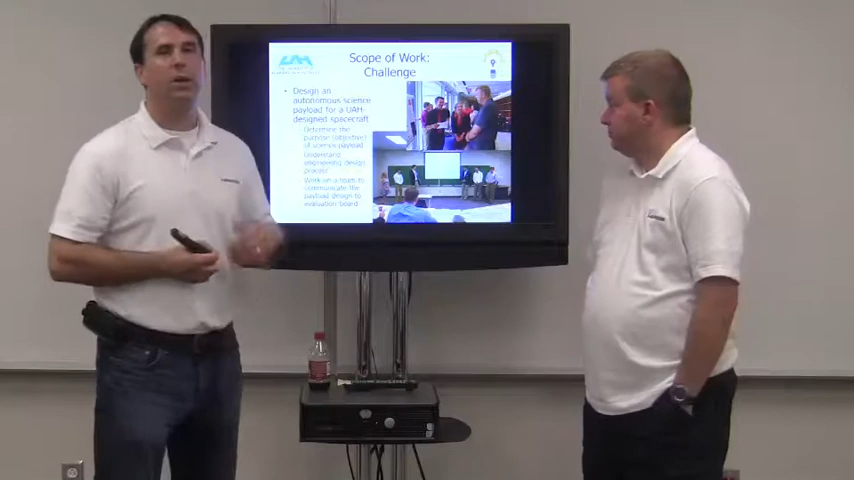 Scope of Work:
Challenge
UAH
• Design an
autonomous science
payload for a UAH-
designed spacecraft
Determine the
purpose (objective)
of science payload
Understand
engineering design
process
Work on a team to
communicate the
payload design to
evaluation board